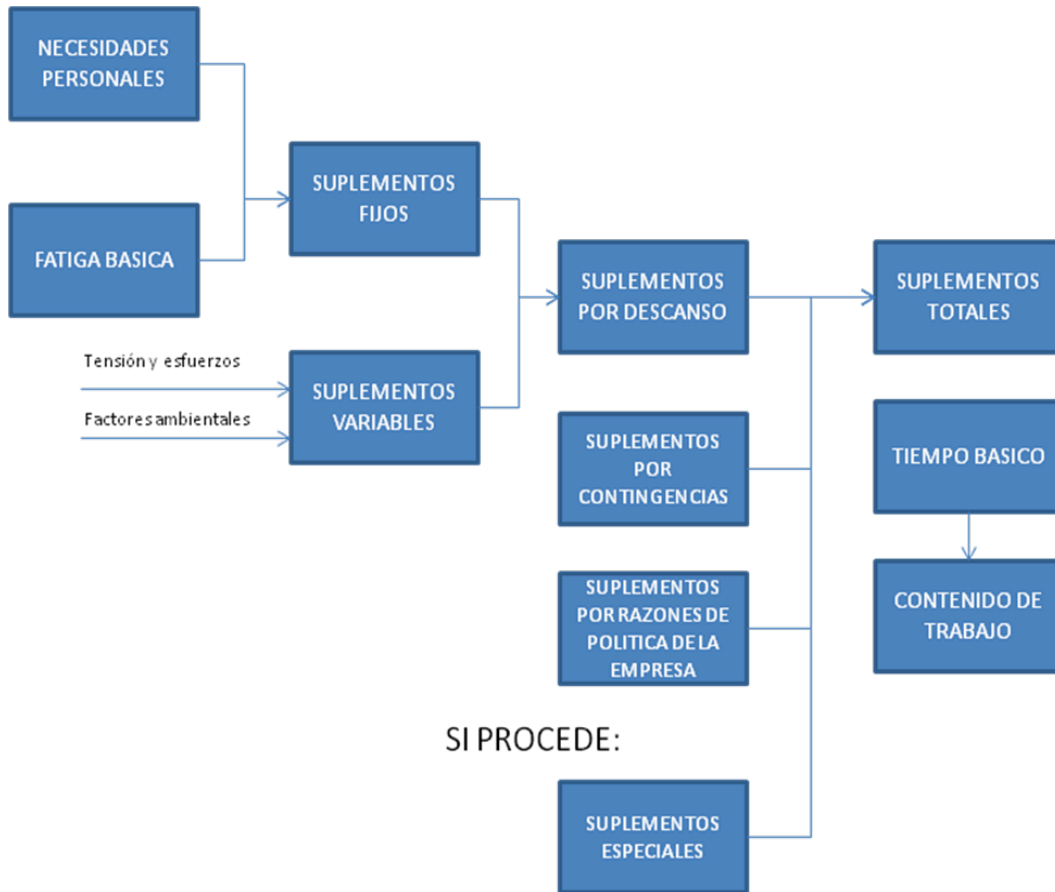 NECESIDADES
PERSONALES
FATIGA BASICA
SUPLEMENTOS
FIJOS
Tensión y esfuerzos
Factores ambientales
SUPLEMENTOS
VARIABLES
SUPLEMENTOS
POR DESCANSO
SUPLEMENTOS
POR
CONTINGENCIAS
SUPLEMENTOS
POR RAZONES DE
POLITICA DE LA
EMPRESA
SI PROCEDE:
SUPLEMENTOS
ESPECIALES
SUPLEMENTOS
TOTALES
TIEMPO BASICO
CONTENIDO DE
TRABAJO